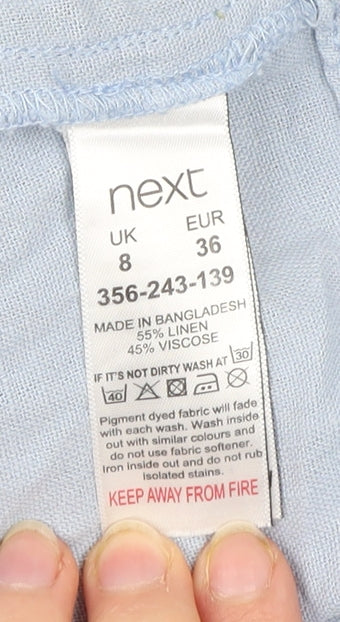 next
UK EUR
8 36
356-243-139
MADE IN BANGLADESH
55% LINEN
45% VISCOSE
IF IT'S NOT DIRTY WASH AT 30
40
Pigment dyed fabric will fade
with each wash. Wash inside
out with similar colours and
do not use fabric softener.
Iron inside out and do not rub
isolated stains.
KEEP AWAY FROM FIRE